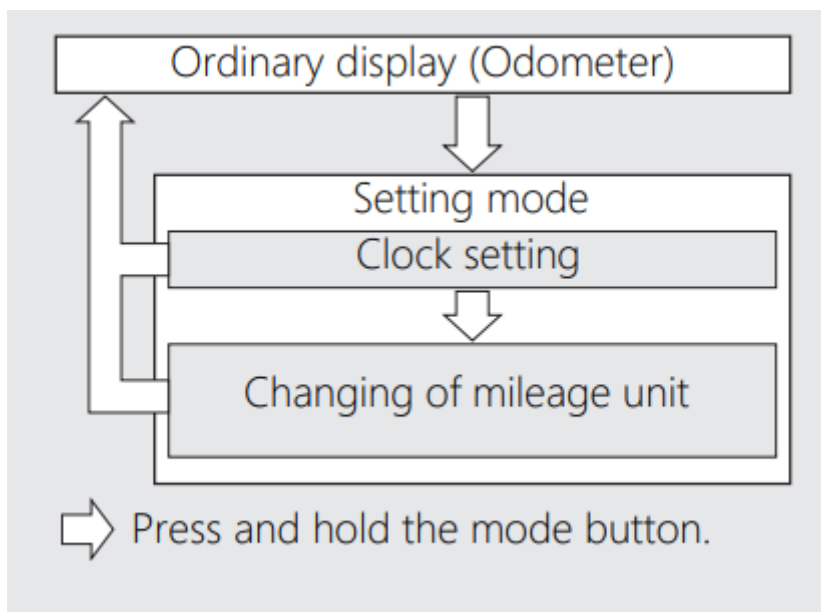 Ordinary display (Odometer)
Setting mode
Clock setting
Changing of mileage unit
Press and hold the mode button.